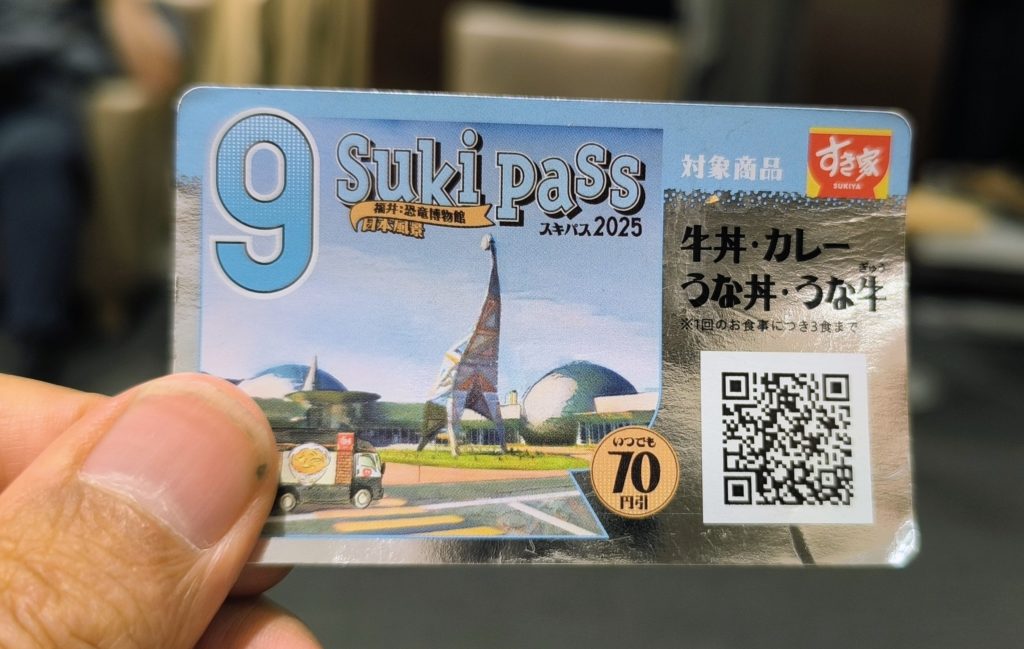 9
Suki pass
福井:恐竜博物館
日本風景
スキパス2025
対象商品
すき家
SUKIYA
牛丼・カレー
ぎゅう
うな丼・うな牛
※1回のお食事につき3食まで
いつでも
70
円引